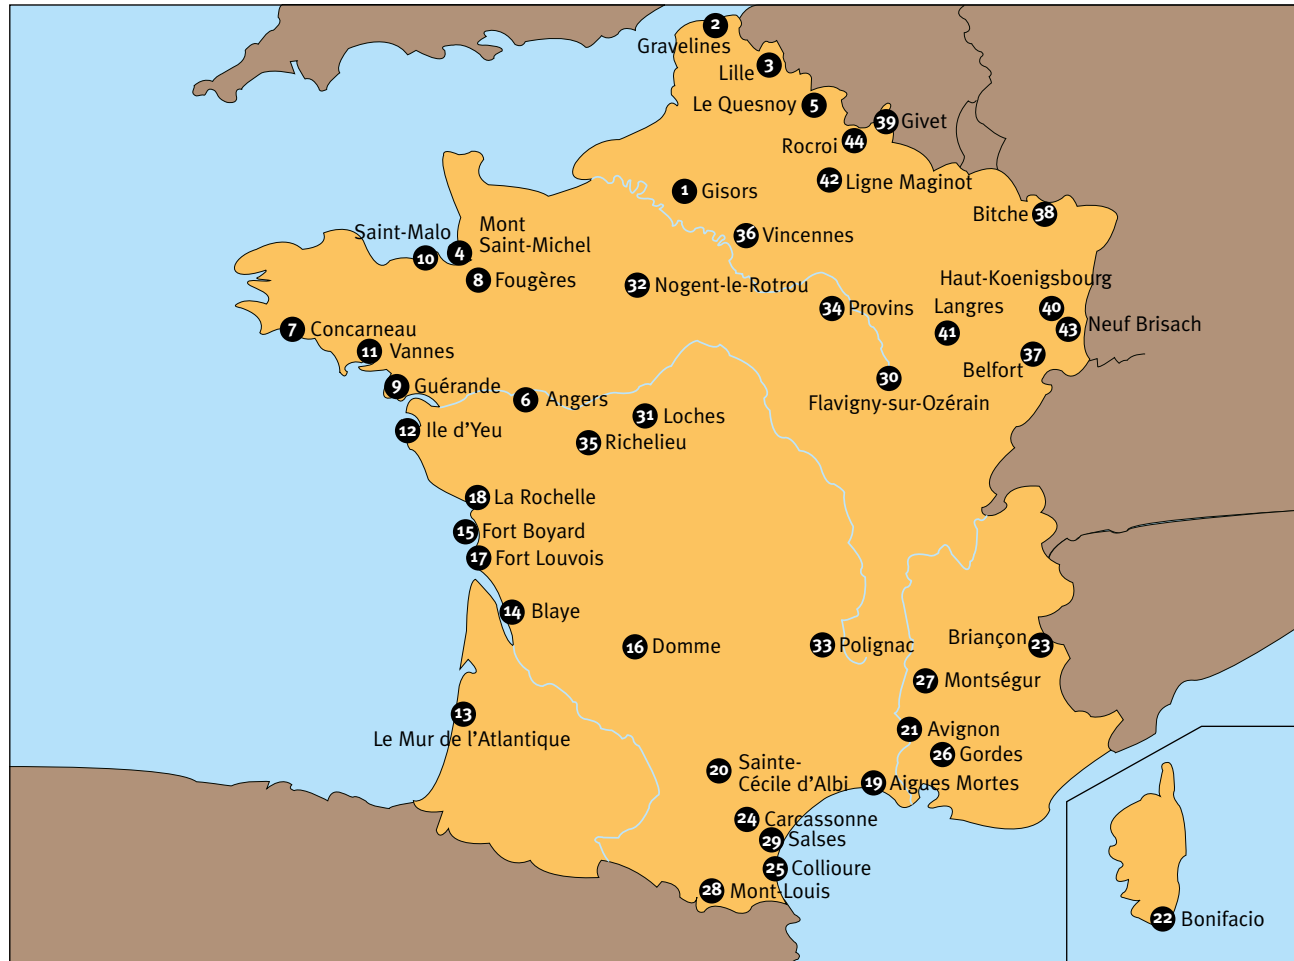 2
Gravelines
3
Lille
Le Quesnoy 5
39 Givet
44
Rocroi
42 Ligne Maginot
1 Gisors
Bitche 38
Mont
Saint-Michel
4
Saint-Malo
10
36 Vincennes
8 Fougères
32 Nogent-le-Rotrou
Haut-Koenigsbourg
40
Langres
41
34 Provins
43 Neuf Brisach
7 Concarneau
11 Vannes
37
Belfort
30
Flavigny-sur-Ozérain
9 Guérande
6 Angers
31 Loches
12 Ile d'Yeu
35 Richelieu
18 La Rochelle
15 Fort Boyard
17 Fort Louvois
14 Blaye
16 Domme
33 Polignac
Briançon 23
27 Montségur
13
Le Mur de l'Atlantique
21 Avignon
26 Gordes
20 Sainte-
Cécile d'Albi
19 Aigues Mortes
24 Carcassonne
29 Salses
25 Collioure
28 Mont-Louis
22 Bonifacio